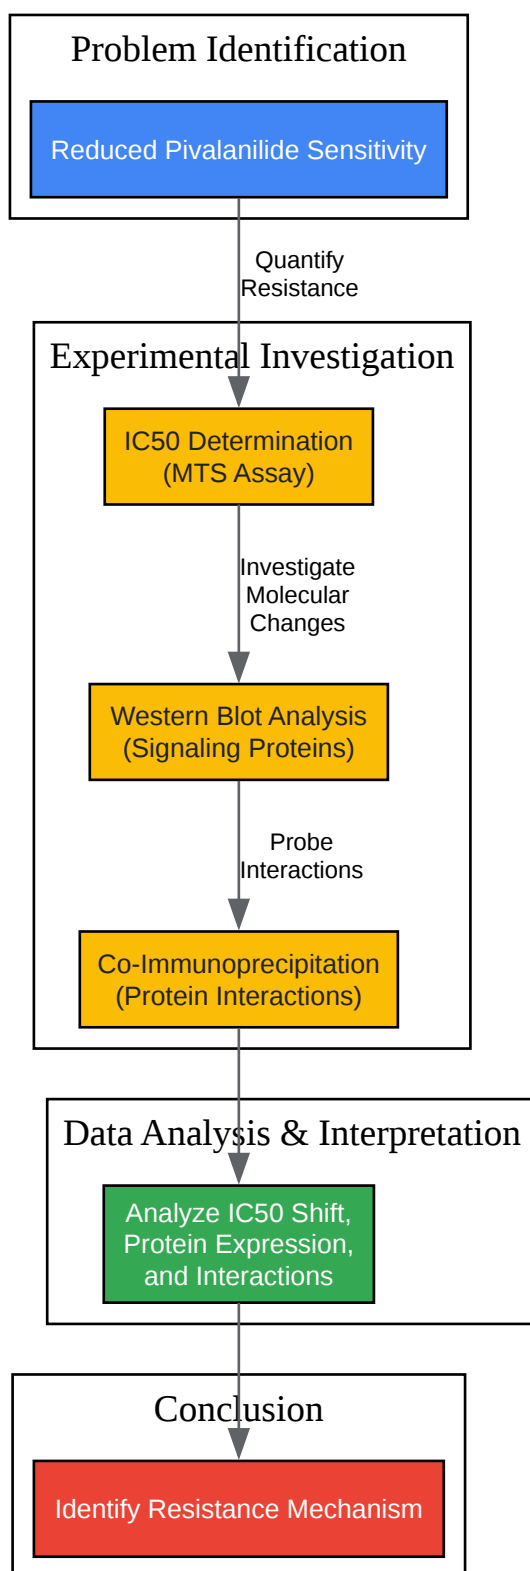 Problem Identification
Reduced Pivalanilide Sensitivity
Quantify
Resistance
Experimental Investigation
IC50 Determination
(MTS Assay)
Investigate
Molecular
Changes
Western Blot Analysis
(Signaling Proteins)
Probe
Interactions
Co-Immunoprecipitation
(Protein Interactions)
Data Analysis & Interpretation
Analyze IC50 Shift,
Protein Expression,
and Interactions
Conclusion
Identify Resistance Mechanism